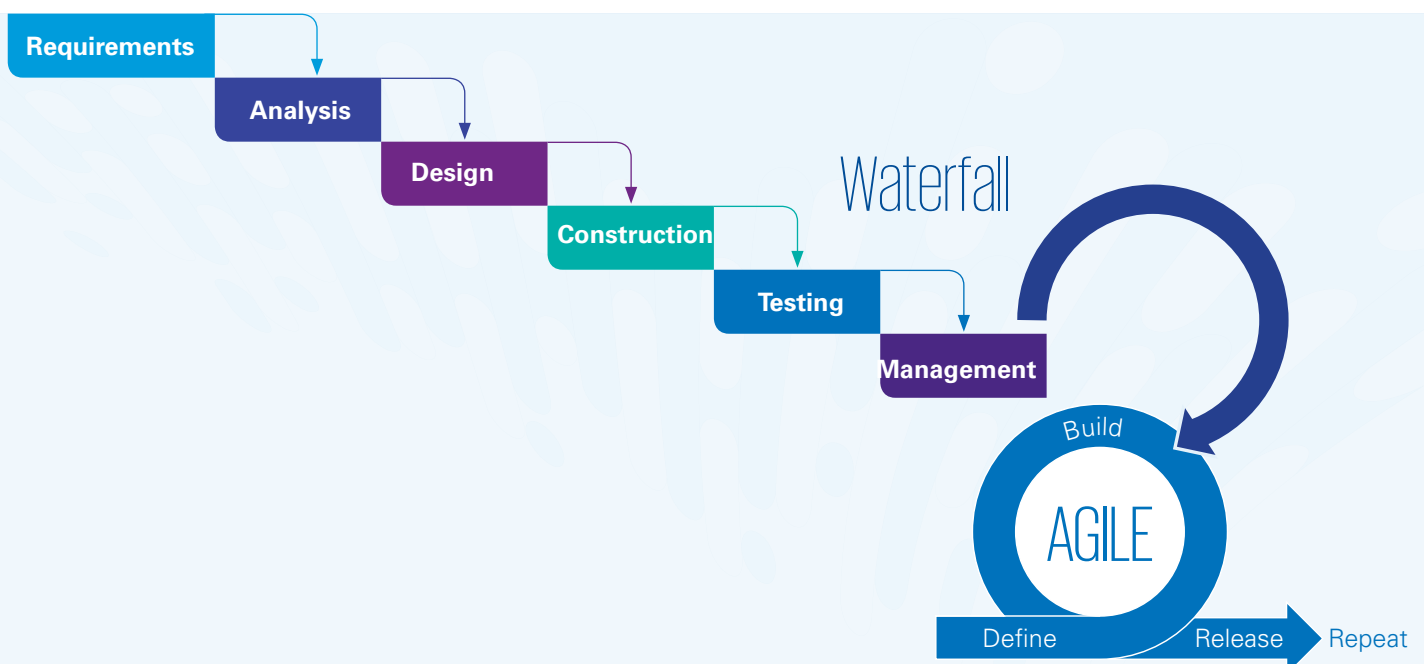 Requirements
Analysis
Design
Waterfall
Construction
Testing
Management
Build
AGILE
Define
Release
Repeat